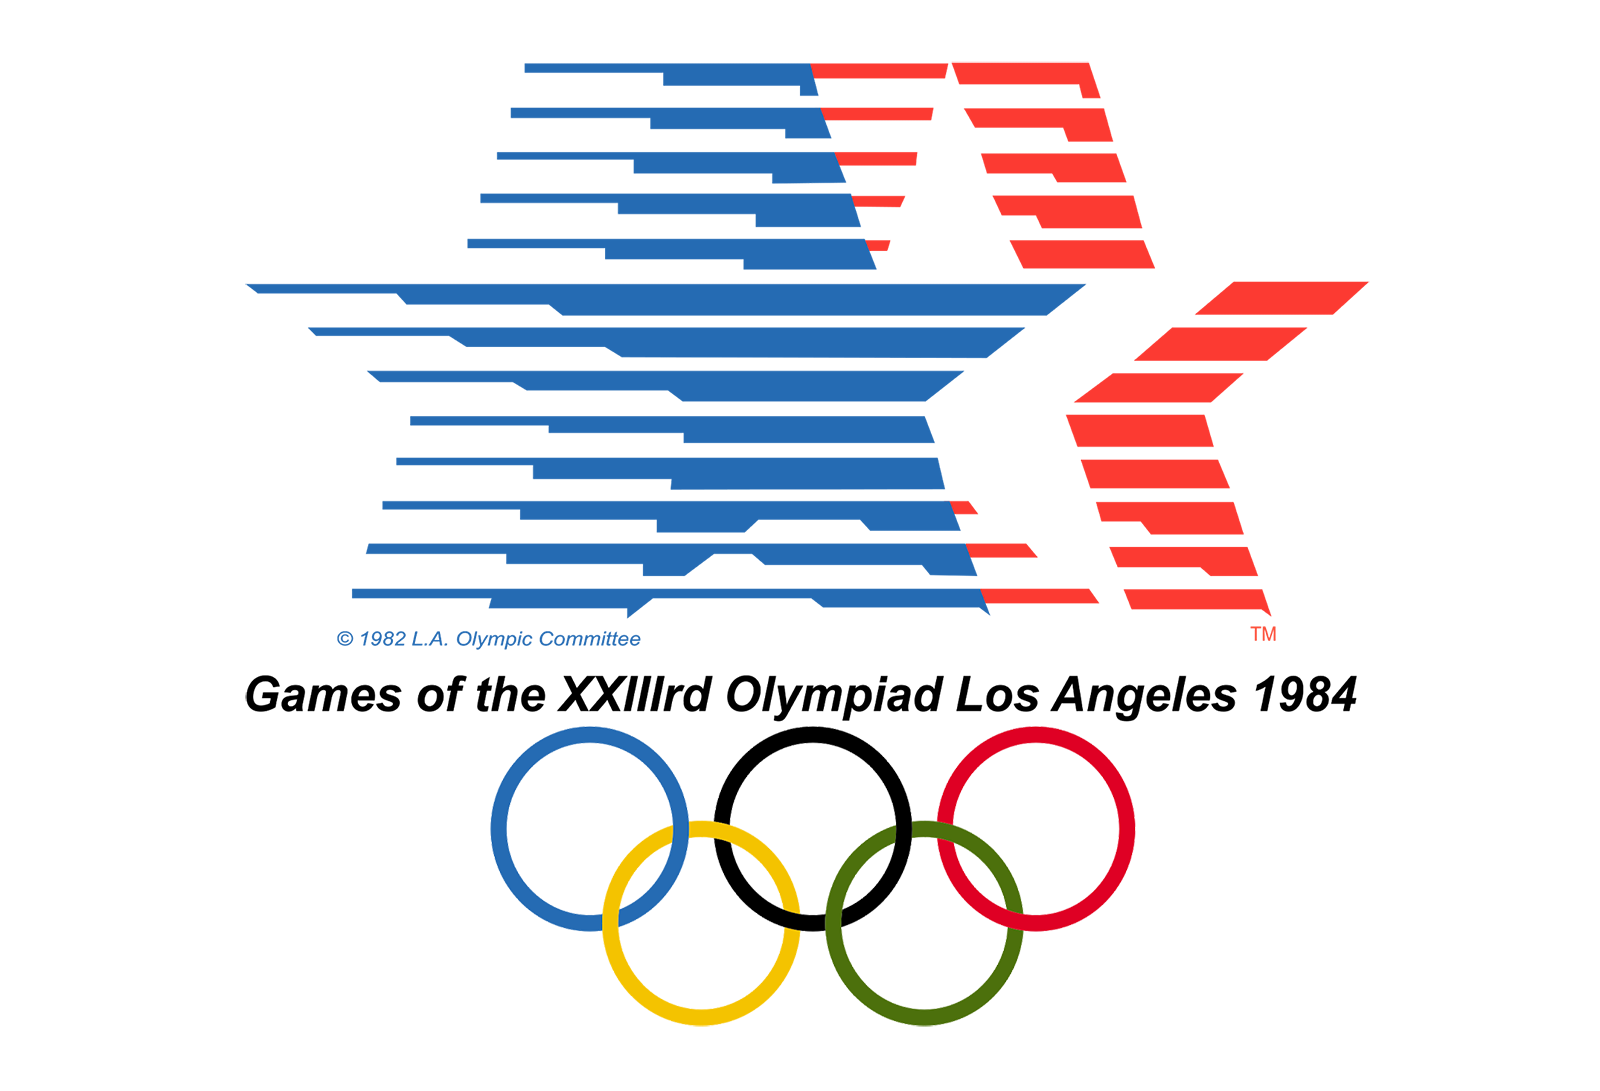 © 1982 L.A. Olympic Committee
TM
Games of the XXIIIrd Olympiad Los Angeles 1984